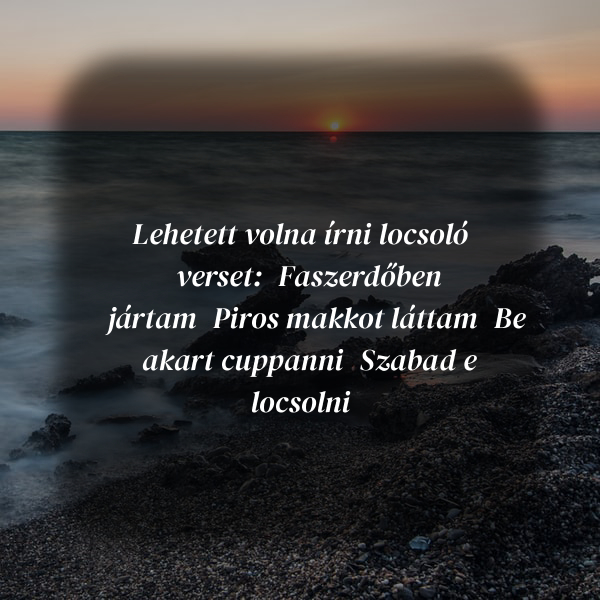 Lehetett volna írni locsoló
verset: Faszerdőben
jártam Piros makkot láttam Be
akart cuppanni Szabad e
locsolni